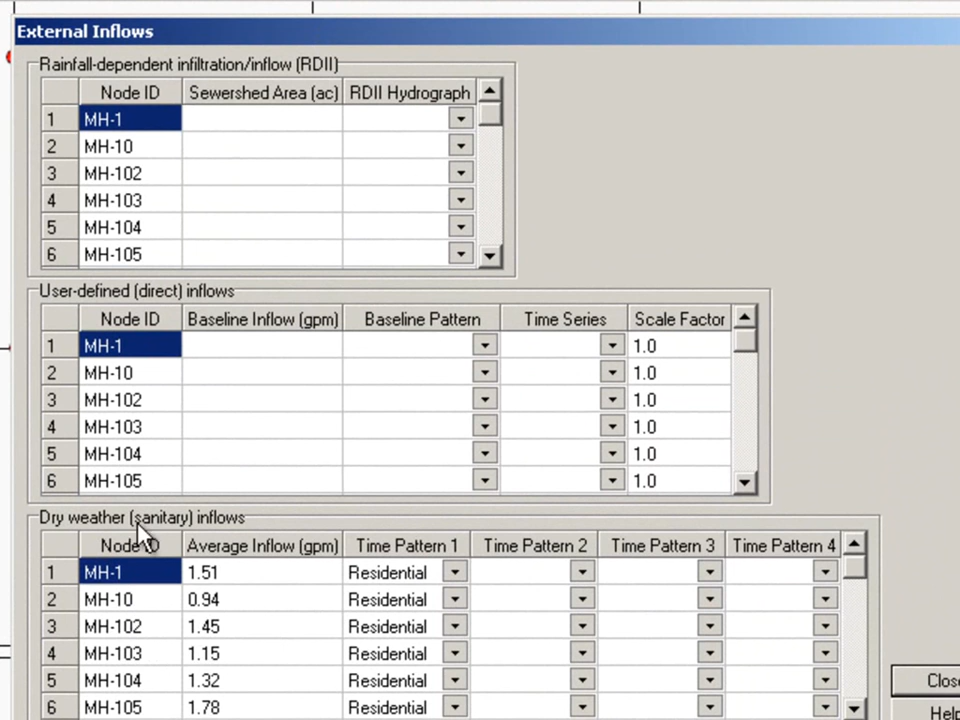 External Inflows
Rainfall-dependent infiltration/inflow (RDII)
Node ID Sewershed Area (ac) RDII Hydrograph
1 MH-1
2 MH-10
3 MH-102
4 MH-103
5 MH-104
6 MH-105
User-defined (direct) inflows
Node ID Baseline Inflow (gpm) Baseline Pattern Time Series Scale Factor
1 MH-1 1.0
2 MH-10 1.0
3 MH-102 1.0
4 MH-103 1.0
5 MH-104 1.0
6 MH-105 1.0
Dry weather (sanitary) inflows
Node ID Average Inflow (gpm) Time Pattern 1 Time Pattern 2 Time Pattern 3 Time Pattern 4
1 MH-1 1.51 Residential
2 MH-10 0.94 Residential
3 MH-102 1.45 Residential
4 MH-103 1.15 Residential
5 MH-104 1.32 Residential
6 MH-105 1.78 Residential
Clos
Help